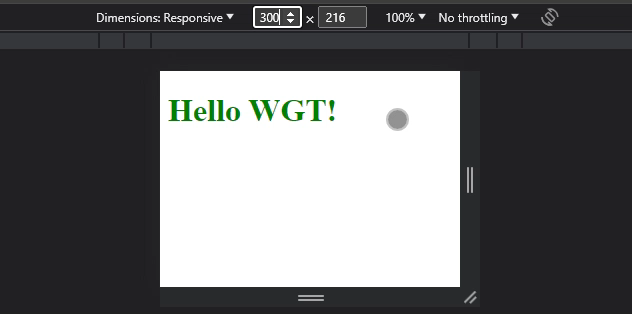 Dimensions: Responsive 300 × 216 100% No throttling
Hello WGT!